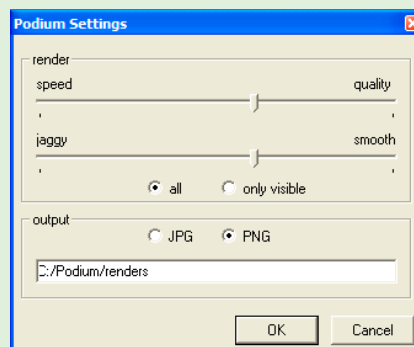 Podium Settings
render
speed quality
jaggy smooth
all only visible
output
JPG PNG
C:/Podium/renders
OK Cancel